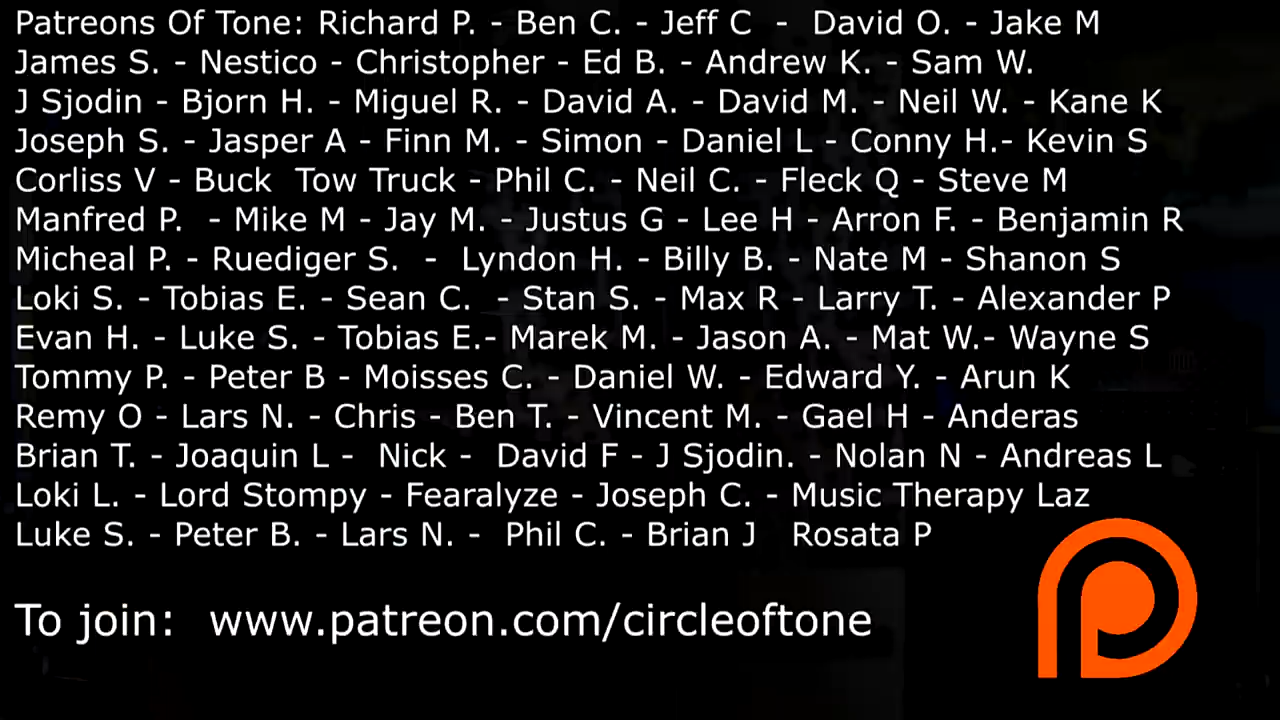 Patreons Of Tone: Richard P. - Ben C. - Jeff C - David O. - Jake M
James S. - Nestico - Christopher - Ed B. - Andrew K. - Sam W.
J Sjodin - Bjorn H. - Miguel R. - David A. - David M. - Neil W. - Kane K
Joseph S. - Jasper A - Finn M. - Simon - Daniel L - Conny H.- Kevin S
Corliss V - Buck Tow Truck - Phil C. - Neil C. - Fleck Q - Steve M
Manfred P. - Mike M - Jay M. - Justus G - Lee H - Arron F. - Benjamin R
Micheal P. - Ruediger S. - Lyndon H. - Billy B. - Nate M - Shanon S
Loki S. - Tobias E. - Sean C. - Stan S. - Max R - Larry T. - Alexander P
Evan H. - Luke S. - Tobias E.- Marek M. - Jason A. - Mat W.- Wayne S
Tommy P. - Peter B - Moisses C. - Daniel W. - Edward Y. - Arun K
Remy O - Lars N. - Chris - Ben T. - Vincent M. - Gael H - Anderas
Brian T. - Joaquin L - Nick - David F - J Sjodin. - Nolan N - Andreas L
Loki L. - Lord Stompy - Fearalyze - Joseph C. - Music Therapy Laz
Luke S. - Peter B. - Lars N. - Phil C. - Brian J Rosata P
To join: www.patreon.com/circleoftone